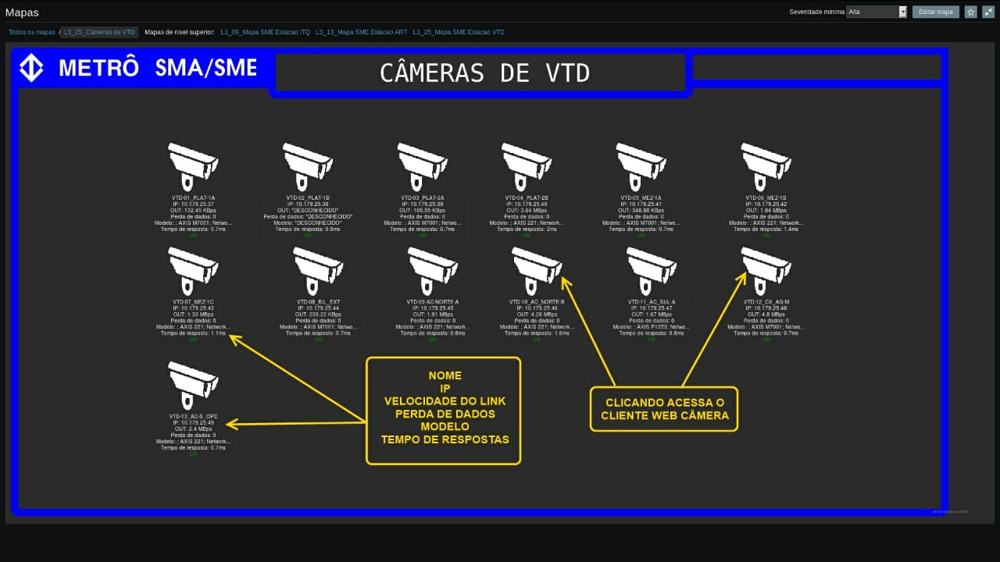 Mapas
Severidade mínima Alta Editar mapa
Todos os mapas / L3_25_Câmeras de VTD Mapas de nível superior: L3_09_Mapa SME Estacao ITQ L3_13_Mapa SME Estacao ART L3_25_Mapa SME Estacao VTD
METRÔ SMA/SME
CÂMERAS DE VTD
VTD-01_PLAT-1A
IP: 10.179.25.37
OUT: 132.45 KBps
Perda de dados: 0
Modelo: ; AXIS M7001; Netwo...
Tempo de resposta: 0.7ms
OK
VTD-02_PLAT-1B
IP: 10.179.25.38
OUT: *DESCONHECIDO*
Perda de dados: *DESCONHECIDO*
Modelo: *DESCONHECIDO*
Tempo de resposta: 0.8ms
OK
VTD-03_PLAT-2A
IP: 10.179.25.39
OUT: 105.55 KBps
Perda de dados: 0
Modelo: ; AXIS M7001; Netwo...
Tempo de resposta: 0.7ms
OK
VTD-04_PLAT-2B
IP: 10.179.25.40
OUT: 3.64 MBps
Perda de dados: 0
Modelo: ; AXIS 221; Network...
Tempo de resposta: 2ms
OK
VTD-05_MEZ-1A
IP: 10.179.25.41
OUT: 348.88 KBps
Perda de dados: 0
Modelo: ; AXIS M7001; Netwo...
Tempo de resposta: 0.7ms
OK
VTD-06_MEZ-1B
IP: 10.179.25.42
OUT: 1.84 MBps
Perda de dados: 0
Modelo: ; AXIS 221; Network...
Tempo de resposta: 1.4ms
OK
VTD-07_MEZ-1C
IP: 10.179.25.43
OUT: 1.33 MBps
Perda de dados: 0
Modelo: ; AXIS 221; Network...
Tempo de resposta: 1.1ms
OK
VTD-08_BIL_EXT
IP: 10.179.25.44
OUT: 239.22 KBps
Perda de dados: 0
Modelo: ; AXIS M7001; Netwo...
Tempo de resposta: 0.7ms
OK
VTD-09-AC-NORTE-A
IP: 10.179.25.45
OUT: 1.91 MBps
Perda de dados: 0
Modelo: ; AXIS 221; Network...
Tempo de resposta: 0.8ms
OK
VTD-10_AC_NORTE-B
IP: 10.179.25.46
OUT: 4.26 MBps
Perda de dados: 0
Modelo: ; AXIS 221; Network...
Tempo de resposta: 1.6ms
OK
VTD-11_AC_SUL-A
IP: 10.179.25.47
OUT: 1.67 MBps
Perda de dados: 0
Modelo: ; AXIS P1353; Netwo...
Tempo de resposta: 0.8ms
OK
VTD-12_CX_AG-M
IP: 10.179.25.48
OUT: 4.8 MBps
Perda de dados: 0
Modelo: ; AXIS M7001; Netwo...
Tempo de resposta: 0.7ms
OK
VTD-13_AC-S_OPE
IP: 10.179.25.49
OUT: 2.4 MBps
Perda de dados: 0
Modelo: ; AXIS 221; Network...
Tempo de resposta: 0.7ms
OK
NOME
IP
VELOCIDADE DO LINK
PERDA DE DADOS
MODELO
TEMPO DE RESPOSTAS
CLICANDO ACESSA O
CLIENTE WEB CÂMERA